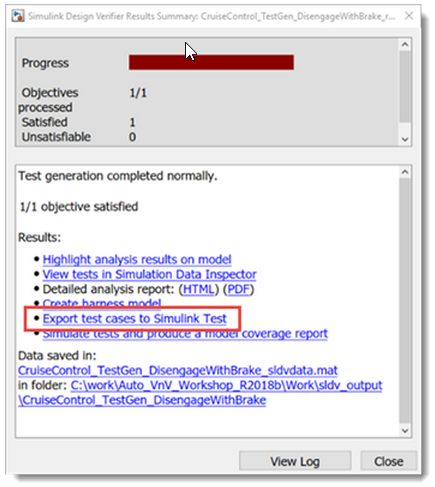 Simulink Design Verifier Results Summary: CruiseControl_TestGen_DisengageWithBrake_r...
Progress
Objectives processed 1/1
Satisfied 1
Unsatisfiable 0
Test generation completed normally.
1/1 objective satisfied
Results:
• Highlight analysis results on model
• View tests in Simulation Data Inspector
• Detailed analysis report: (HTML) (PDF)
• Create harness model
• Export test cases to Simulink Test
• Simulate tests and produce a model coverage report
Data saved in:
CruiseControl_TestGen_DisengageWithBrake_sldvdata.mat
in folder: C:\work\Auto_VnV_Workshop_R2018b\Work\sldv_output
\CruiseControl_TestGen_DisengageWithBrake
View Log
Close